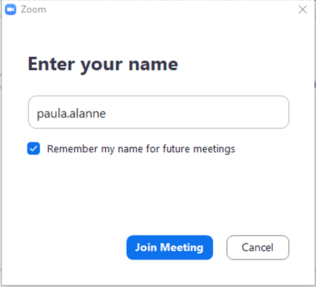 Zoom
Enter your name
paula.alanne
Remember my name for future meetings
Join Meeting
Cancel